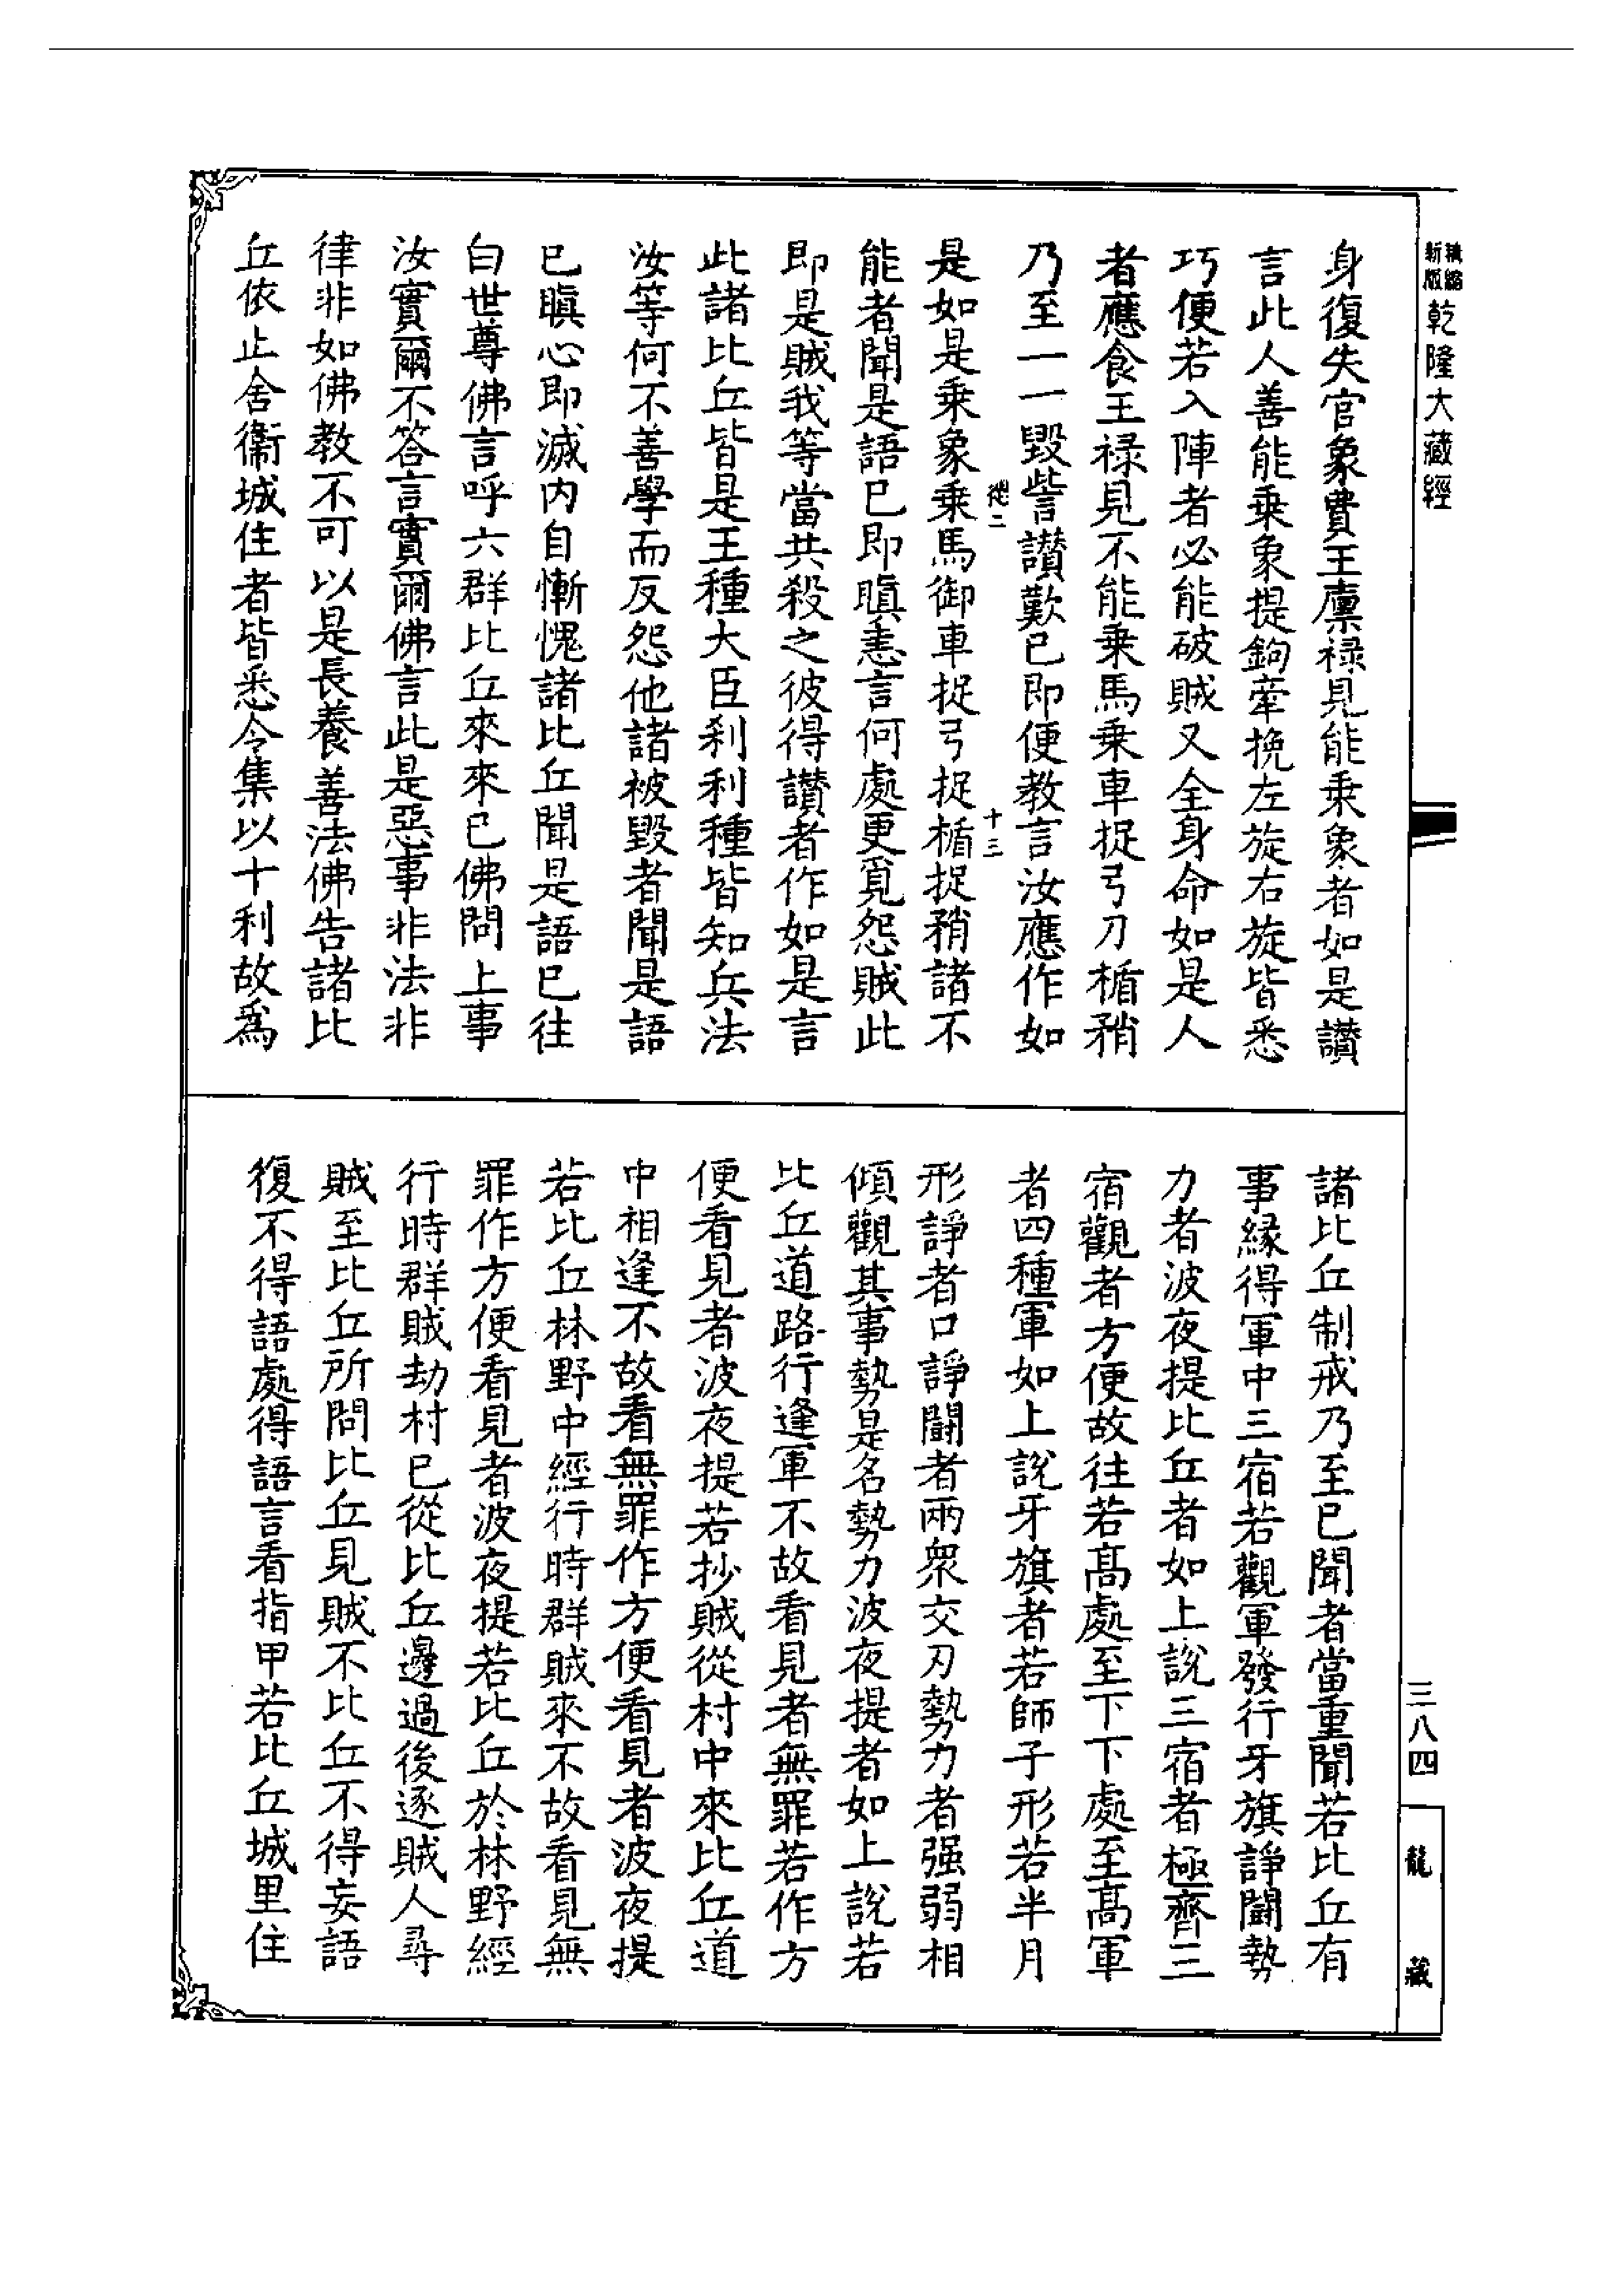 精縮新版乾隆大藏經
身復失官象費王廪祿見能乘象者如是讃
言此人善能乘象提鉤牽挽左旋右旋皆悉
巧便若入陣者必能破賊又全身命如是人
者應食王祿見不能乘馬乘車捉弓刀楯矟
乃至一一毀訾讃歎已即便教言汝應作如
是如是乘象乘馬御車捉弓捉楯捉矟諸不
十三
能者聞是語已即瞋恚言何處更覓怨賊此
即是賊我等當共殺之彼得讃者作如是言
此諸比丘皆是王種大臣刹利種皆知兵法
汝等何不善學而反怨他諸被毀者聞是語
已瞋心即滅内自慚愧諸比丘聞是語已往
白世尊佛言呼六群比丘來來已佛問上事
汝實爾不答言實爾佛言此是惡事非法非
律非如佛教不可以是長養善法佛告諸比
丘依止舍衛城住者皆悉令集以十利故爲
諸比丘制戒乃至已聞者當重聞若比丘有
事緣得軍中三宿若觀軍發行牙旗諍鬭勢
力者波夜提比丘者如上說三宿者極齊三
宿觀者方便故往若髙處至下下處至髙軍
者四種軍如上說牙旗者若師子形若半月
形諍者口諍鬭者兩衆交刃勢力者强弱相
傾觀其事勢是名勢力波夜提者如上說若
比丘道路行逢軍不故看見者無罪若作方
便看見者波夜提若抄賊從村中來比丘道
中相逢不故看無罪作方便看見者波夜提
若比丘林野中經行時群賊來不故看見無
罪作方便看見者波夜提若比丘於林野經
行時群賊劫村已從比丘邊過後逐賊人尋
賊至比丘所問比丘見賊不比丘不得妄語
復不得語處得語言看指甲若比丘城里住
三八四
龍藏